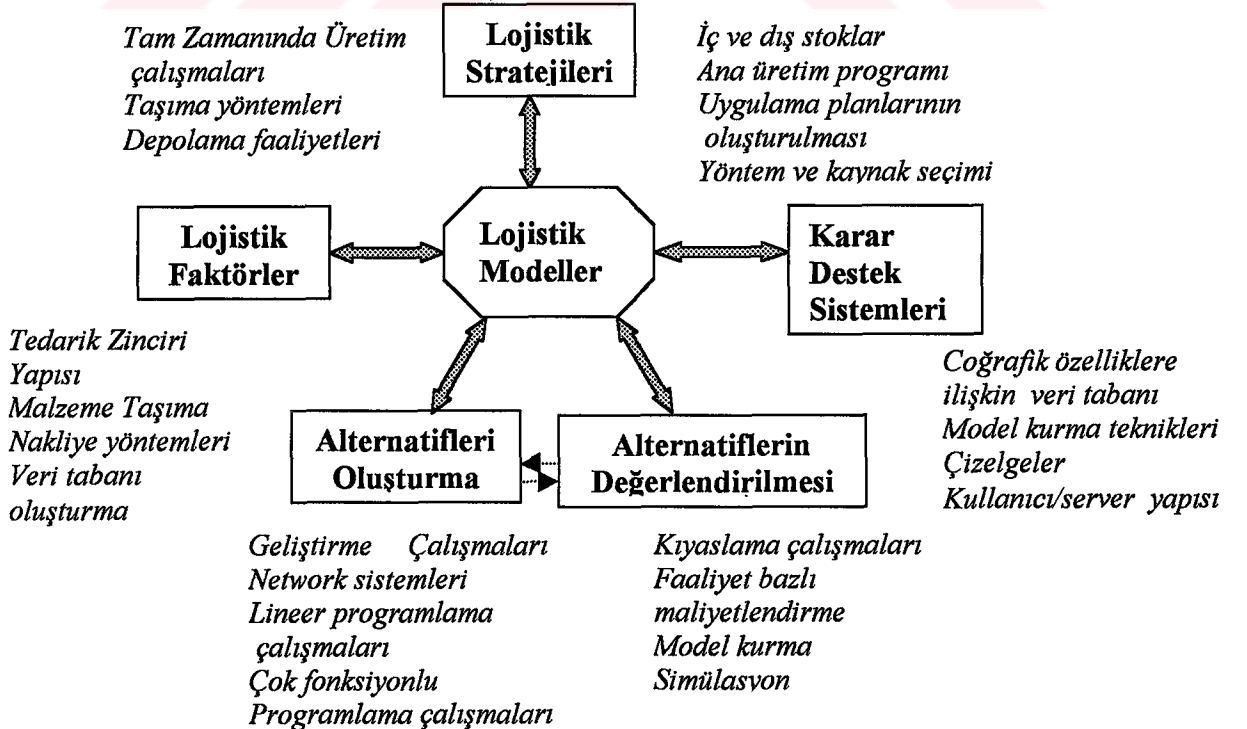 Tam Zamanında Üretim
çalışmaları
Taşıma yöntemleri
Depolama faaliyetleri
Lojistik
Stratejileri
İç ve dış stoklar
Ana üretim programı
Uygulama planlarının
oluşturulması
Yöntem ve kaynak seçimi
Lojistik
Faktörler
Lojistik
Modeller
Karar
Destek
Sistemleri
Tedarik Zinciri
Yapısı
Malzeme Taşıma
Nakliye yöntemleri
Veri tabanı
oluşturma
Alternatifleri
Oluşturma
Alternatiflerin
Değerlendirilmesi
Coğrafik özelliklere
ilişkin veri tabanı
Model kurma teknikleri
Çizelgeler
Kullanıcı/server yapısı
Geliştirme Çalışmaları
Network sistemleri
Lineer programlama
çalışmaları
Çok fonksiyonlu
Programlama çalışmaları
Kıyaslama çalışmaları
Faaliyet bazlı
maliyetlendirme
Model kurma
Simülasyon